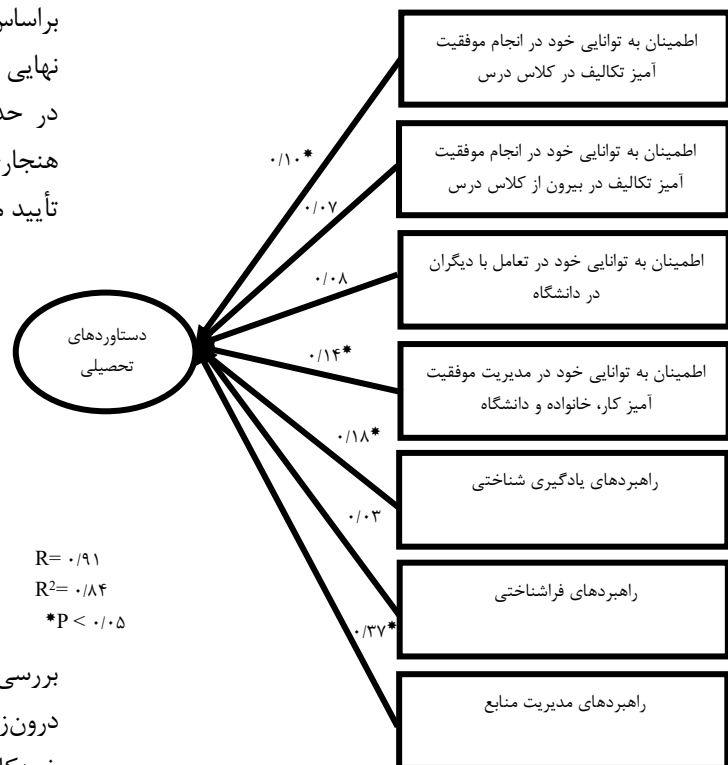 براساس
نهایی
در حد
هنجار
تأیید م
اطمینان به توانایی خود در انجام موفقیت
آمیز تکالیف در کلاس درس
اطمینان به توانایی خود در انجام موفقیت
آمیز تکالیف در بیرون از کلاس درس
اطمینان به توانایی خود در تعامل با دیگران
در دانشگاه
اطمینان به توانایی خود در مدیریت موفقیت
آمیز کار، خانواده و دانشگاه
راهبردهای یادگیری شناختی
راهبردهای فراشناختی
راهبردهای مدیریت منابع
۰/۱۰*
۰/۰۷
۰/۰۸
۰/۱۴*
۰/۱۸*
۰/۰۳
۰/۳۷*
دستاوردهای
تحصیلی
R= ۰/۹۱
R²= ۰/۸۴
*P < ۰/۰۵
بررسی
درون‌ز